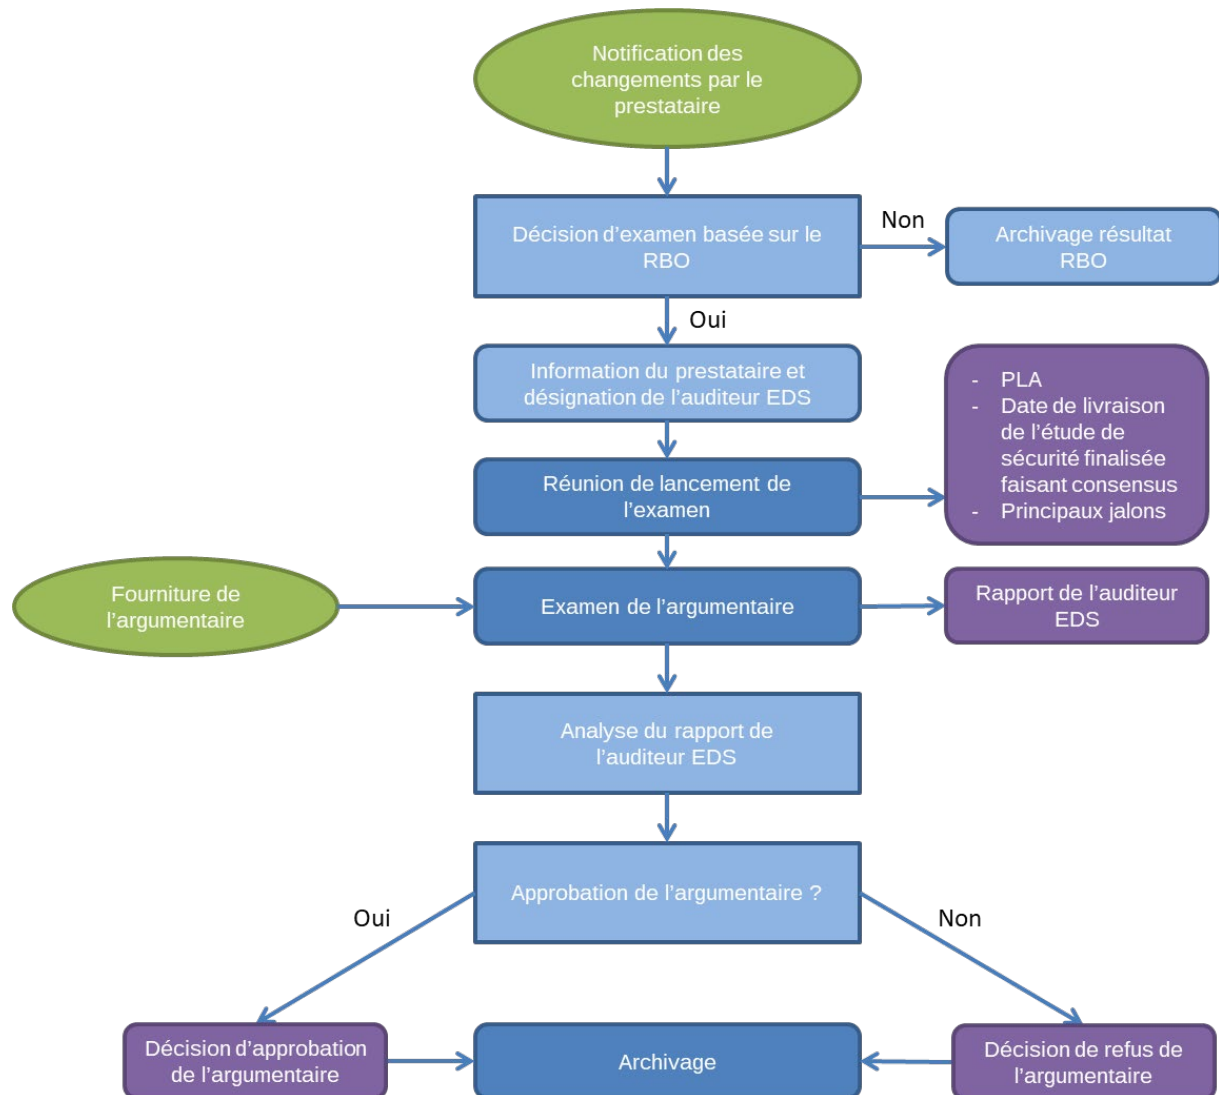 Notification des
changements par le
prestataire
Décision d’examen basée sur le
RBO
Non
Archivage résultat
RBO
Oui
Information du prestataire et
désignation de l’auditeur EDS
Réunion de lancement de
l’examen
- PLA
- Date de livraison
de l’étude de
sécurité finalisée
faisant consensus
- Principaux jalons
Fourniture de
l’argumentaire
Examen de l’argumentaire
Rapport de l’auditeur
EDS
Analyse du rapport de
l’auditeur EDS
Approbation de l’argumentaire ?
Oui
Non
Décision d’approbation
de l’argumentaire
Archivage
Décision de refus de
l’argumentaire